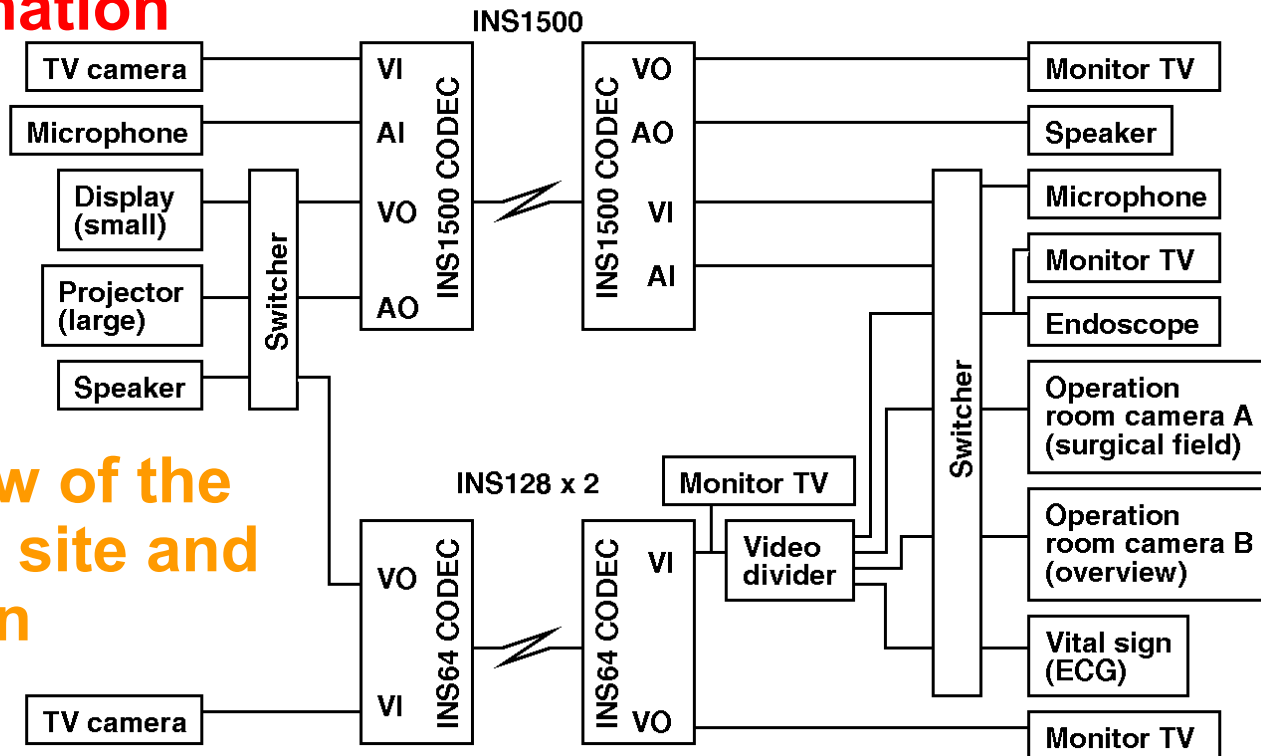 INS1500
TV camera
Microphone
Display
(small)
Projector
(large)
Speaker
Switcher
VI
AI
VO
AO
INS1500 CODEC
INS1500 CODEC
VO
AO
VI
AI
Monitor TV
Speaker
Microphone
Monitor TV
Endoscope
Operation
room camera A
(surgical field)
Operation
room camera B
(overview)
Vital sign
(ECG)
Monitor TV
Switcher
w of the
site and
n
INS128 x 2
Monitor TV
Video
divider
VO
VI
INS64 CODEC
INS64 CODEC
VI
VO
TV camera